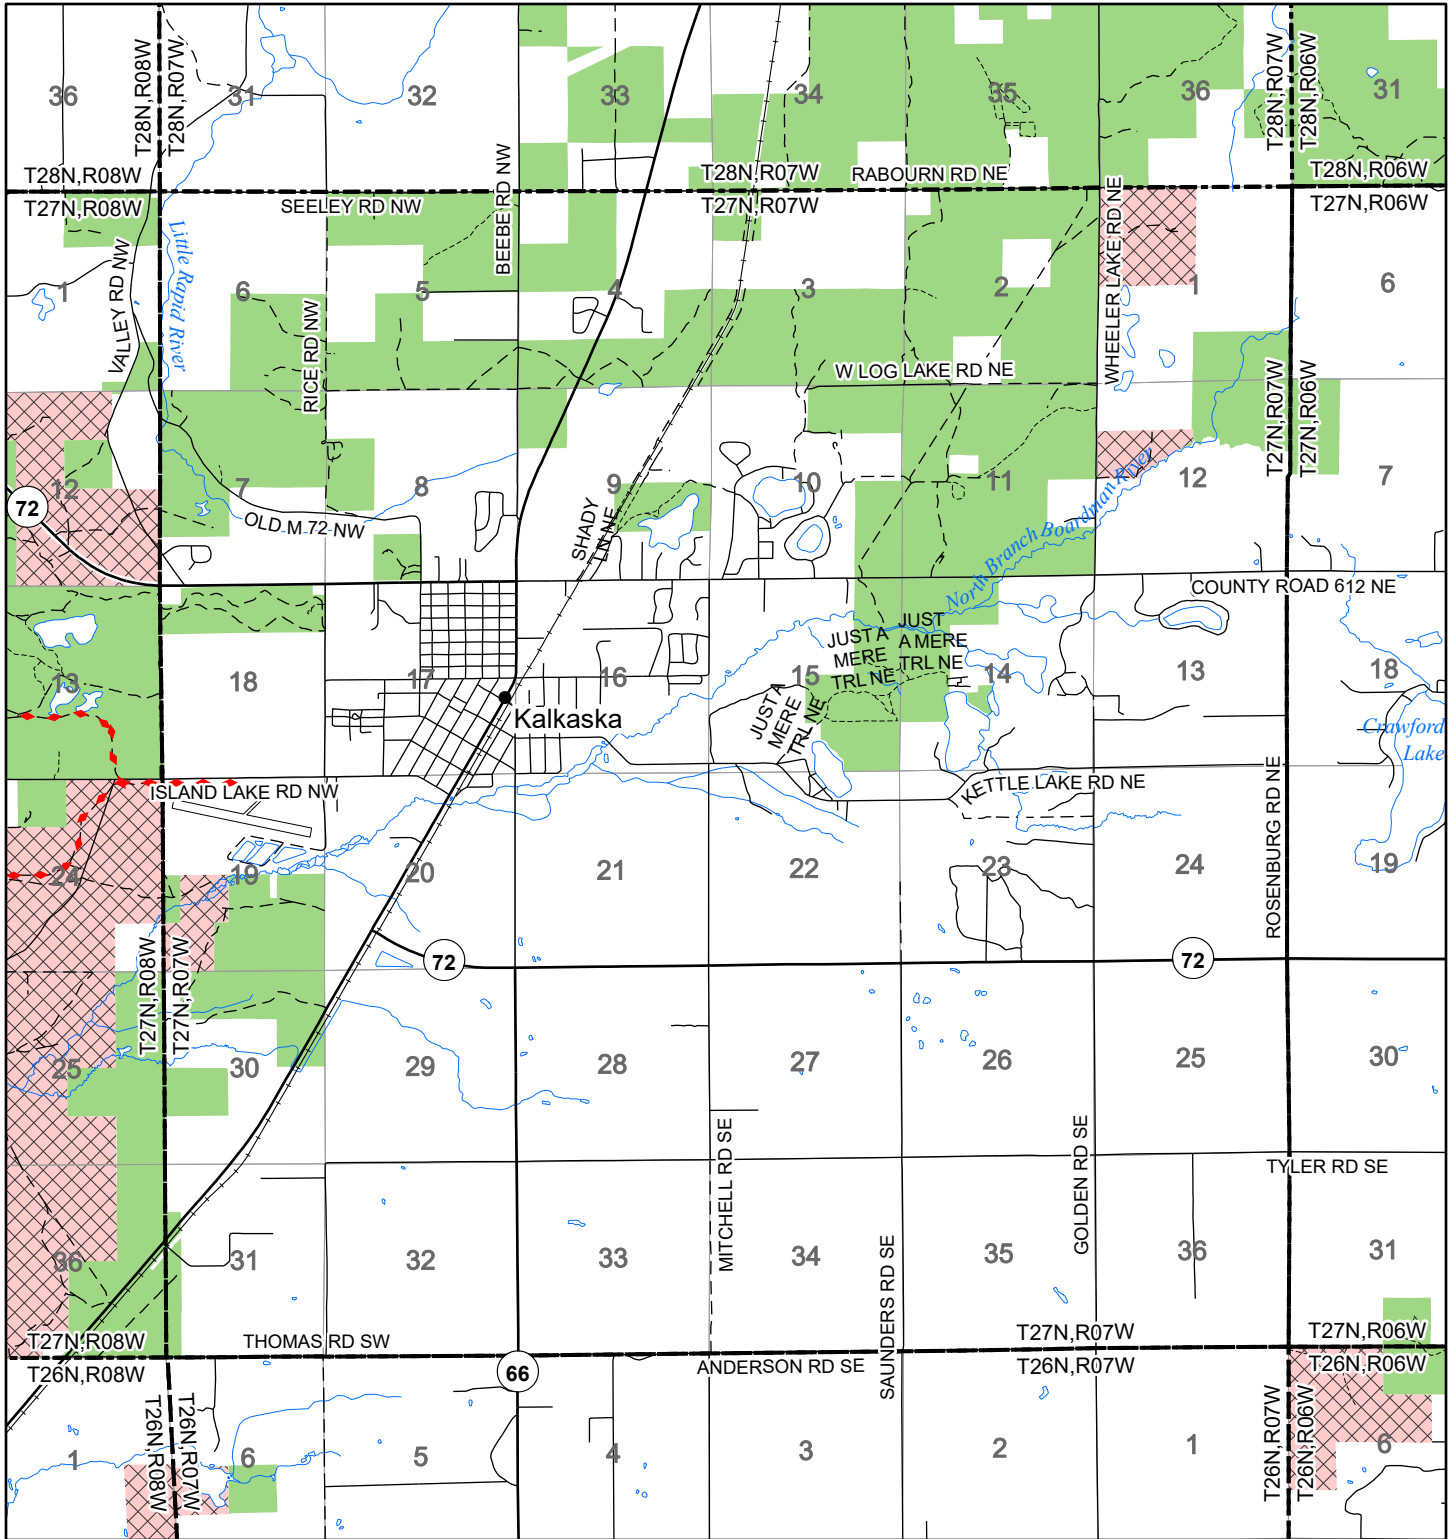 T28N,R08W
T28N,R07W
T28N,R07W
T28N,R06W
36
31
32
33
34
35
36
31
T28N,R08W
T28N,R07W
RABOURN RD NE
T28N,R06W
T27N,R08W
SEELEY RD NW
BEEBE RD NW
T27N,R07W
T27N,R06W
Little Rapid River
VALLEY RD NW
WHEELER LAKE RD NE
1
6
5
4
3
2
1
6
RICE RD NW
W LOG LAKE RD NE
T27N,R07W
T27N,R06W
12
7
8
9
10
11
12
7
72
OLD M 72 NW
SHADY
LN NE
North Branch Boardman River
COUNTY ROAD 612 NE
JUST A
MERE
TRL NE
JUST
A MERE
TRL NE
13
18
17
16
15
14
13
18
Kalkaska
JUST A
MERE
TRL NE
Crawford
Lake
ISLAND LAKE RD NW
KETTLE LAKE RD NE
ROSENBURG RD NE
24
19
20
21
22
23
24
19
T27N,R08W
T27N,R07W
72
72
25
30
29
28
27
26
25
30
MITCHELL RD SE
GOLDEN RD SE
TYLER RD SE
36
31
32
33
34
35
36
31
SAUNDERS RD SE
T27N,R08W
THOMAS RD SW
T27N,R07W
T27N,R06W
T26N,R08W
66
ANDERSON RD SE
T26N,R07W
T26N,R06W
T26N,R08W
T26N,R07W
T26N,R07W
T26N,R06W
1
6
5
4
3
2
1
6